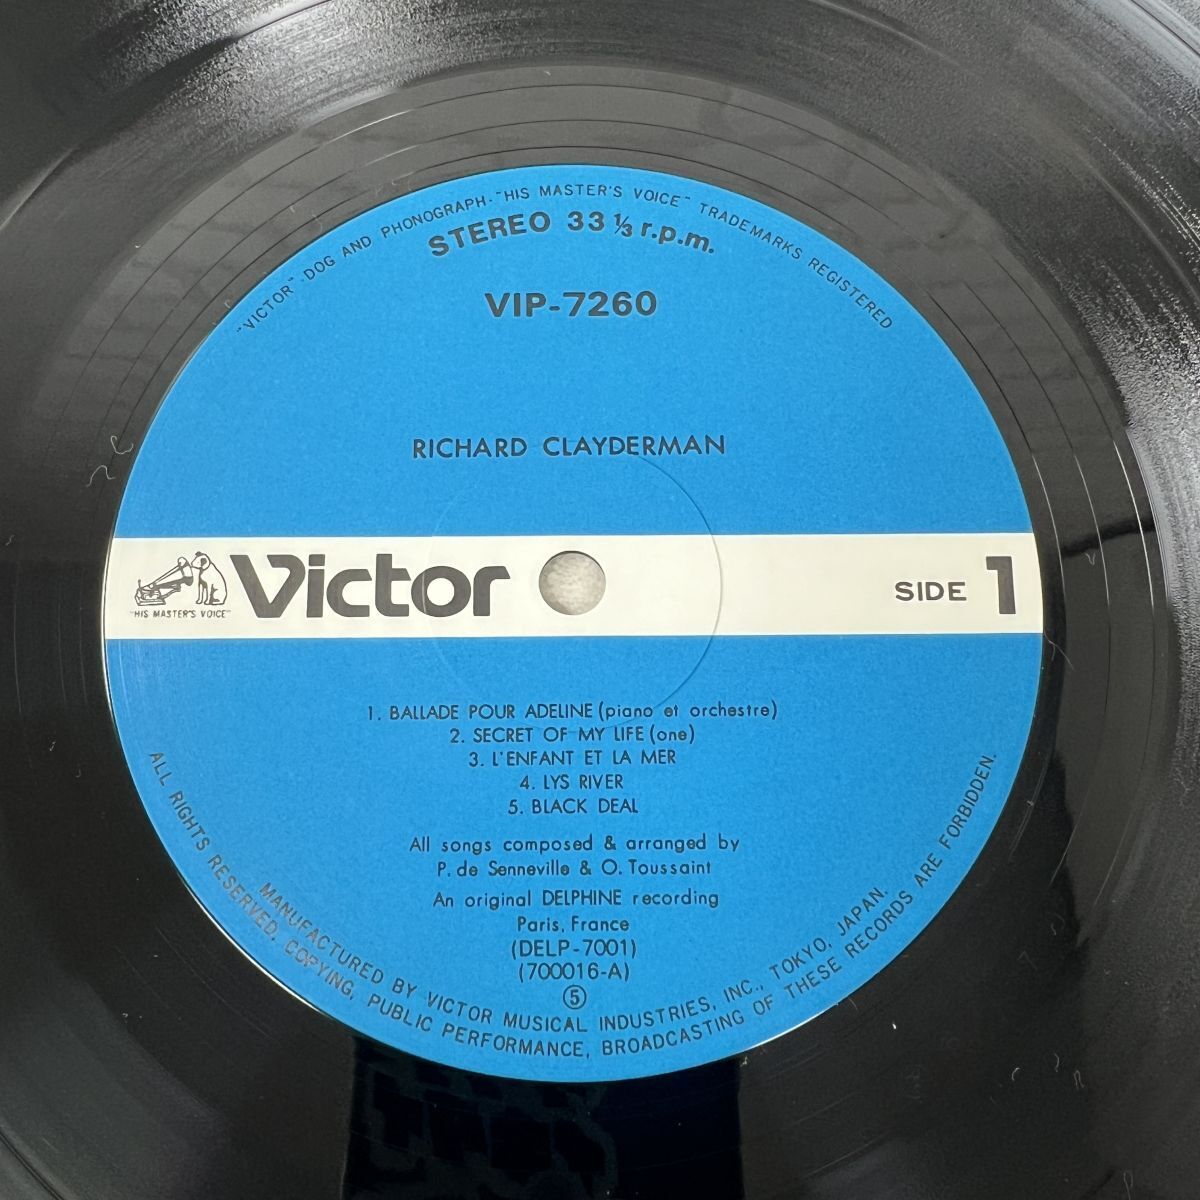 "VICTOR" - DOG AND PHONOGRAPH - "HIS MASTER'S VOICE" TRADEMARKS REGISTERED
STEREO 33 1/3 r.p.m.
VIP-7260
RICHARD CLAYDERMAN
"HIS MASTER'S VOICE"
Victor
SIDE 1
1. BALLADE POUR ADELINE (piano et orchestre)
2. SECRET OF MY LIFE (one)
3. L'ENFANT ET LA MER
4. LYS RIVER
5. BLACK DEAL
All songs composed & arranged by
P. de Senneville & O. Toussaint
An original DELPHINE recording
Paris, France
(DELP-7001)
(700016-A)
⑤
MANUFACTURED BY VICTOR MUSICAL INDUSTRIES, INC., TOKYO, JAPAN.
ALL RIGHTS RESERVED. COPYING, PUBLIC PERFORMANCE, BROADCASTING OF THESE RECORDS ARE FORBIDDEN.